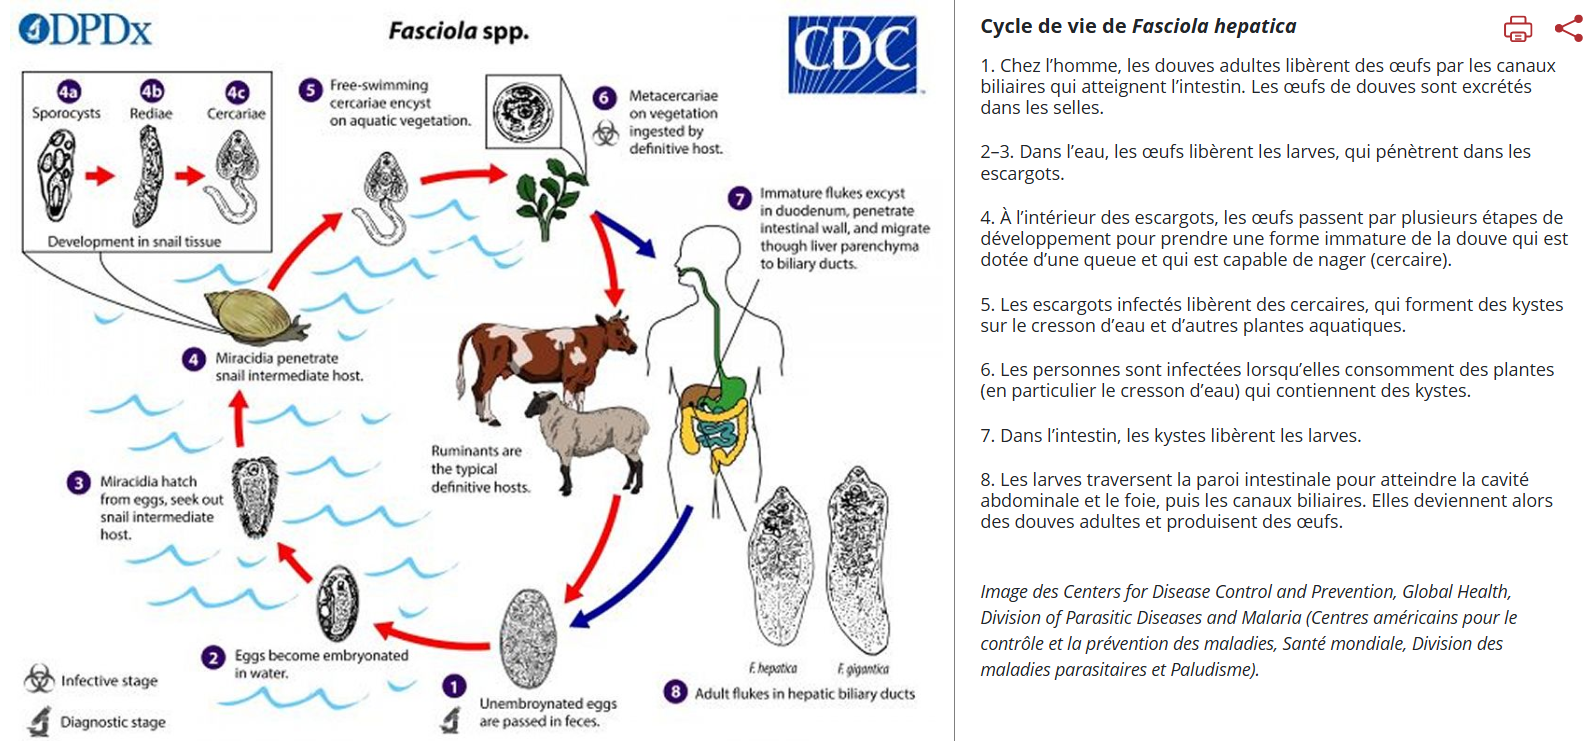 DPDx
Fasciola spp.
CDC
4a
4b
4c
Sporocysts
Rediae
Cercariae
Development in snail tissue
5
Free-swimming
cercariae encyst
on aquatic vegetation.
6
Metacercariae
on vegetation
ingested by
definitive host.
7
Immature flukes excyst
in duodenum, penetrate
intestinal wall, and migrate
though liver parenchyma
to biliary ducts.
4
Miracidia penetrate
snail intermediate host.
Ruminants are
the typical
definitive hosts.
3
Miracidia hatch
from eggs, seek out
snail intermediate
host.
2
Eggs become embryonated
in water.
1
Unembroynated eggs
are passed in feces.
F. hepatica
F. gigantica
8
Adult flukes in hepatic biliary ducts
Infective stage
Diagnostic stage
Cycle de vie de Fasciola hepatica
1. Chez l’homme, les douves adultes libèrent des œufs par les canaux
biliaires qui atteignent l’intestin. Les œufs de douves sont excrétés
dans les selles.
2–3. Dans l’eau, les œufs libèrent les larves, qui pénètrent dans les
escargots.
4. À l’intérieur des escargots, les œufs passent par plusieurs étapes de
développement pour prendre une forme immature de la douve qui est
dotée d’une queue et qui est capable de nager (cercaire).
5. Les escargots infectés libèrent des cercaires, qui forment des kystes
sur le cresson d’eau et d’autres plantes aquatiques.
6. Les personnes sont infectées lorsqu’elles consomment des plantes
(en particulier le cresson d’eau) qui contiennent des kystes.
7. Dans l’intestin, les kystes libèrent les larves.
8. Les larves traversent la paroi intestinale pour atteindre la cavité
abdominale et le foie, puis les canaux biliaires. Elles deviennent alors
des douves adultes et produisent des œufs.
Image des Centers for Disease Control and Prevention, Global Health,
Division of Parasitic Diseases and Malaria (Centres américains pour le
contrôle et la prévention des maladies, Santé mondiale, Division des
maladies parasitaires et Paludisme).